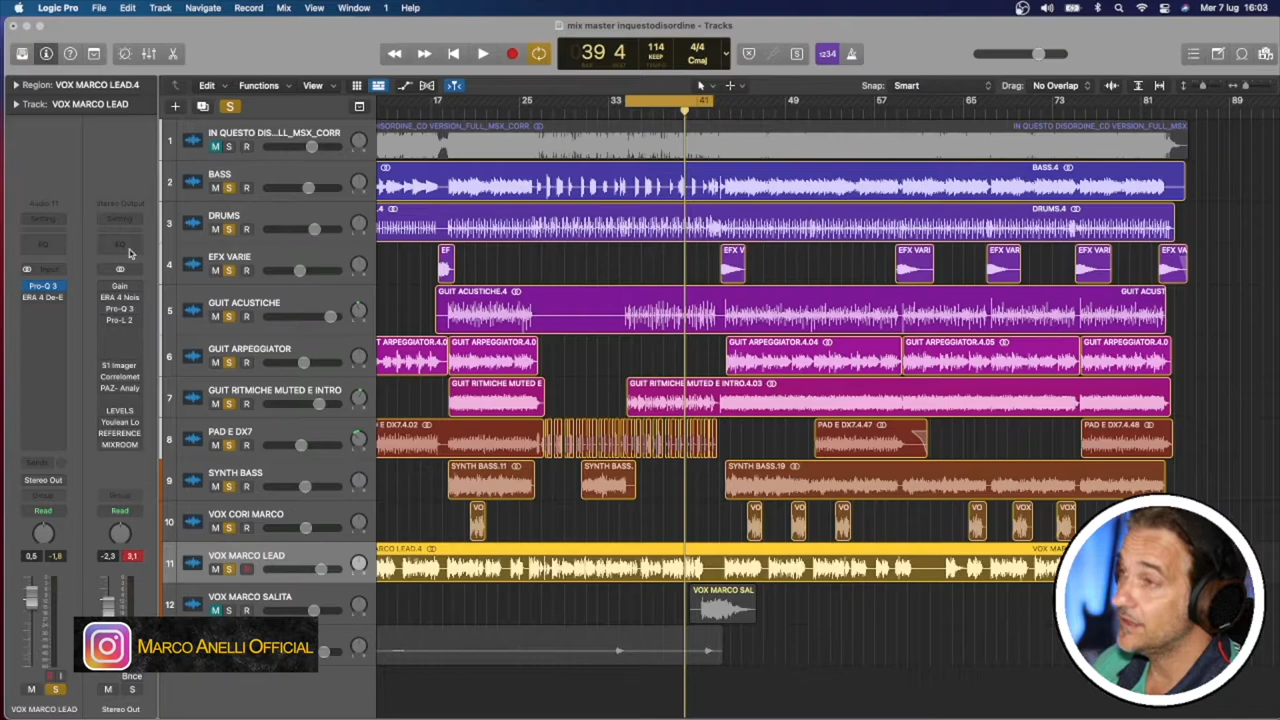 Logic Pro File Edit Track Navigate Record Mix View Window 1 Help Mer 7 lug 16:03
mix master inquestodisordine - Tracks
39 4 114 KEEP 4/4 Cmaj 1234
Region: VOX MARCO LEAD.4 Edit Functions View Snap: Smart Drag: No Overlap
Track: VOX MARCO LEAD S 17 25 33 41 49 57 65 73 81 89
1 IN QUESTO DIS...LL_MSX_CORR M S R
DISORDINE_CD VERSION_FULL_MSX_CORR. IN QUESTO DISORDINE_CD VERSION_FULL_MSX
2 BASS M S R BASS.4
3 DRUMS M S R .4 DRUMS.4
4 EFX VARIE M S R EF EFX V EFX VARI EFX VARI EFX VARI EFX VA
5 GUIT ACUSTICHE M S R GUIT ACUSTICHE.4 GUIT ACUST
6 GUIT ARPEGGIATOR M S R GUIT ARPEGGIATOR.4.0 GUIT ARPEGGIATOR.4.04 GUIT ARPEGGIATOR.4.05 GUIT ARPEGGIATOR.4.0
7 GUIT RITMICHE MUTED E INTRO M S R GUIT RITMICHE MUTED E GUIT RITMICHE MUTED E INTRO.4.03
8 PAD E DX7 M S R E DX7.4.02 PAD E DX7.4.47 PAD E DX7.4.48
9 SYNTH BASS M S R SYNTH BASS.11 SYNTH BASS. SYNTH BASS.19
10 VOX CORI MARCO M S R VO VO VO VO VO VOX VOX
11 VOX MARCO LEAD M S R RCO LEAD.4 VOX MAR
12 VOX MARCO SALITA M S R VOX MARCO SAL
Audio 11 Stereo Output
Setting Setting
EQ EQ
Input
Pro-Q 3 Gain
ERA 4 De-E ERA 4 Nois
Pro-Q 3
Pro-L 2
S1 Imager
Correlomet
PAZ- Analy
LEVELS
Youlean Lo
REFERENCE
MIXROOM
Sends
Stereo Out
Group Group
Read Read
0,5 -1,8 -2,3 3,1
MARCO ANELLI OFFICIAL
R I Bnce
M S M S
VOX MARCO LEAD Stereo Out